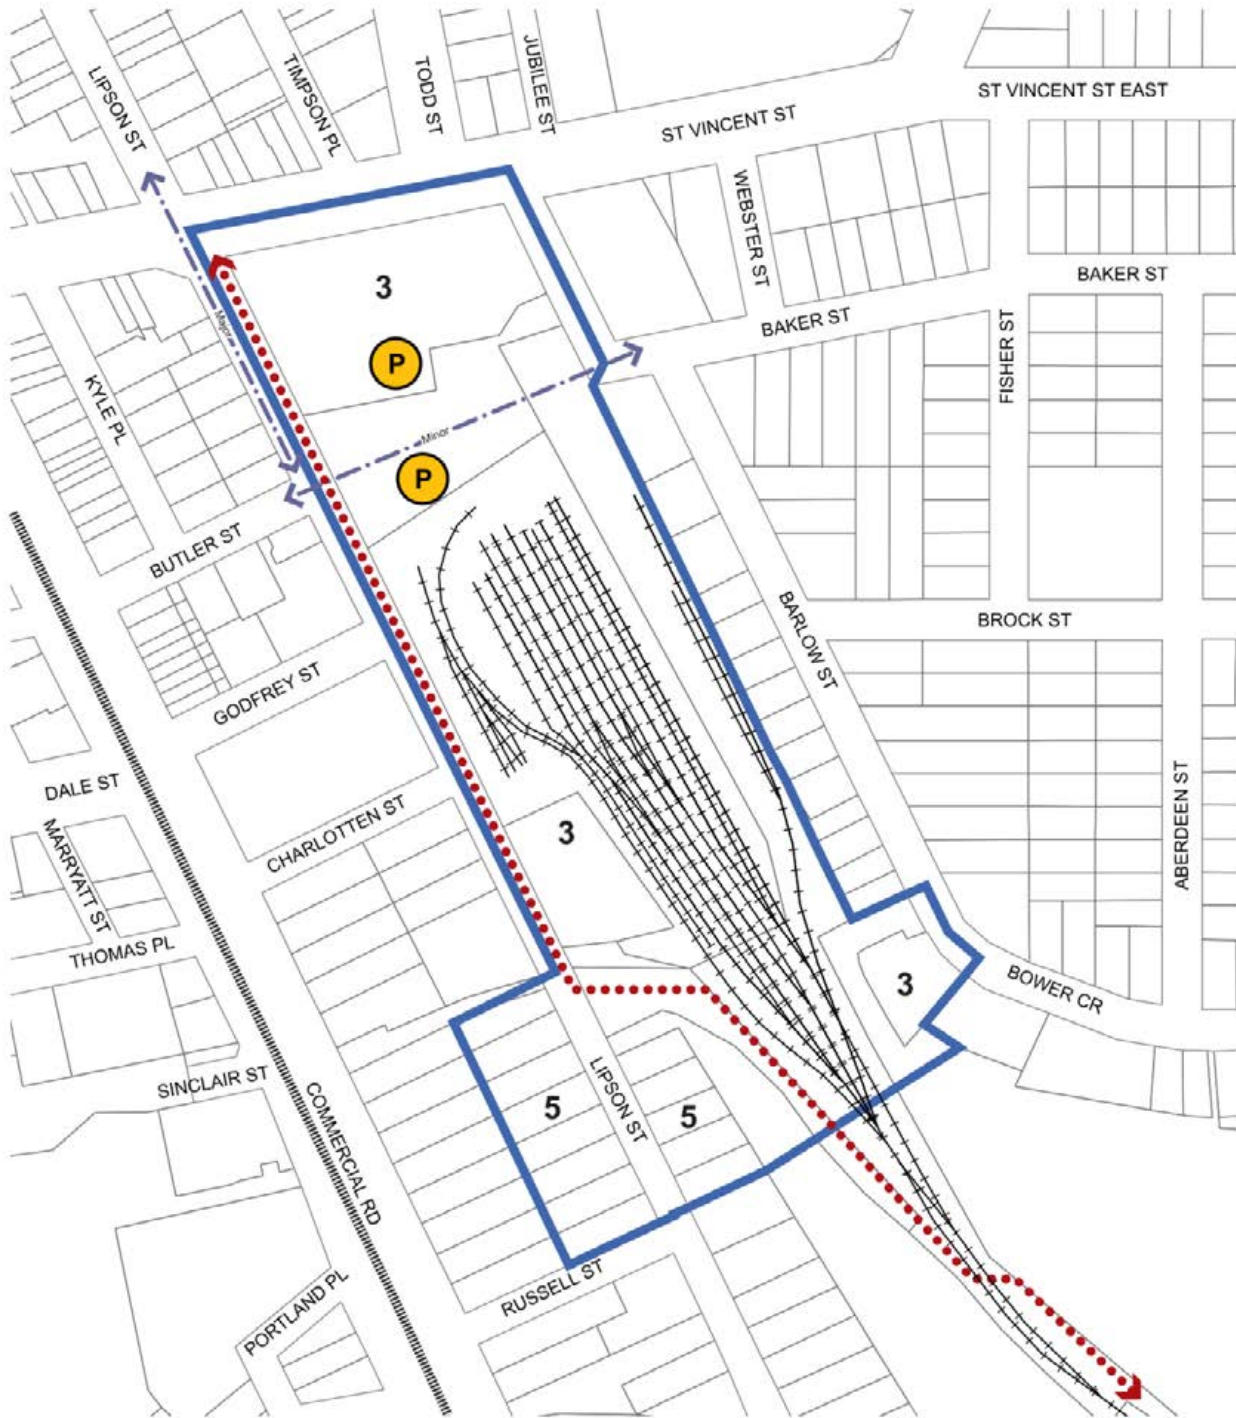 LIPSON ST
TIMPSON PL
TODD ST
JUBILEE ST
ST VINCENT ST
ST VINCENT ST EAST
WEBSTER ST
BAKER ST
BAKER ST
FISHER ST
3
P
Major
Minor
P
KYLE PL
BUTLER ST
GODFREY ST
BARLOW ST
BROCK ST
DALE ST
MARRYATT ST
CHARLOTTEN ST
3
ABERDEEN ST
THOMAS PL
3
BOWER CR
SINCLAIR ST
COMMERCIAL RD
5
LIPSON ST
5
RUSSELL ST
PORTLAND PL